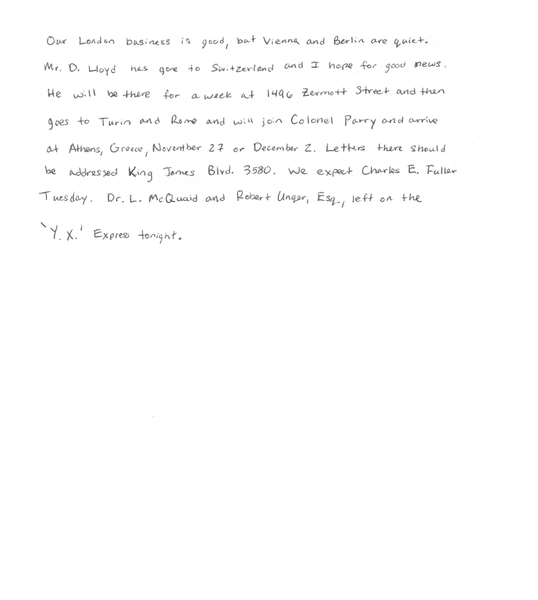 Our London business is good, but Vienna and Berlin are quiet.
Mr. D. Lloyd has gone to Switzerland and I hope for good news.
He will be there for a week at 1496 Zermott Street and then
goes to Turin and Rome and will join Colonel Parry and arrive
at Athens, Greece, November 27 or December 2. Letters there should
be addressed King James Blvd. 3580. We expect Charles E. Fuller
Tuesday. Dr. L. McQuaid and Robert Unger, Esq., left on the
'Y.X.' Express tonight.